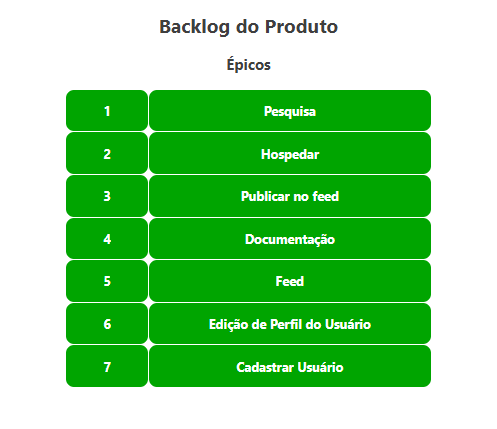 Backlog do Produto
Épicos
1 Pesquisa
2 Hospedar
3 Publicar no feed
4 Documentação
5 Feed
6 Edição de Perfil do Usuário
7 Cadastrar Usuário